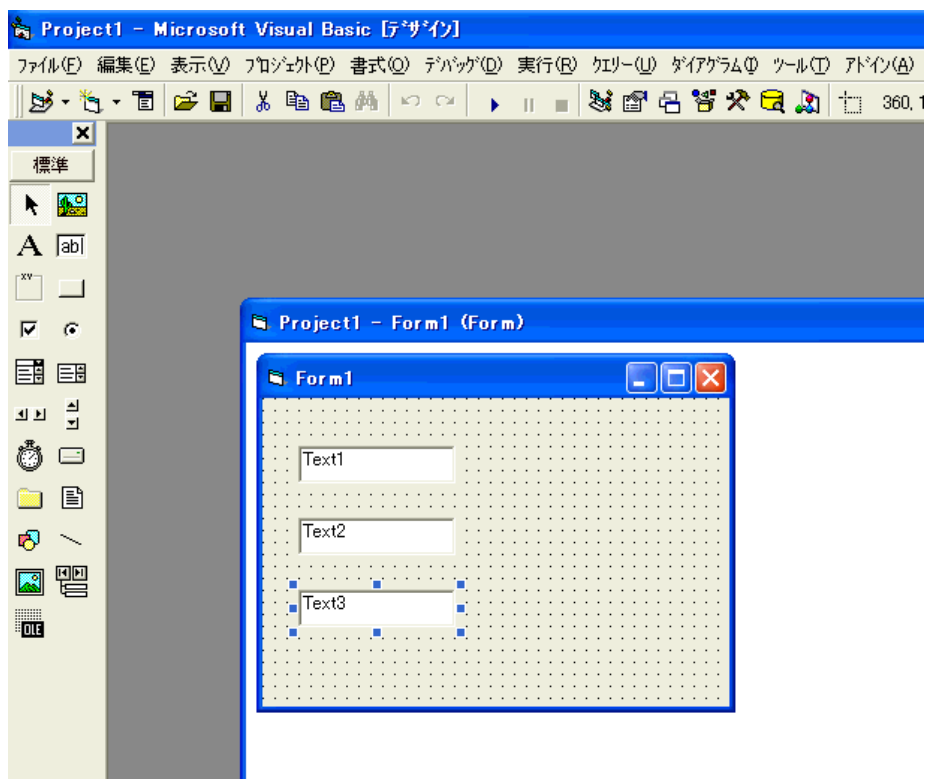 Project1 - Microsoft Visual Basic [ﾃﾞｻﾞｲﾝ]
ﾌｧｲﾙ(F) 編集(E) 表示(V) ﾌﾟﾛｼﾞｪｸﾄ(P) 書式(O) ﾃﾞﾊﾞｯｸﾞ(D) 実行(R) ｸｴﾘｰ(U) ﾀﾞｲｱｸﾞﾗﾑ(I) ﾂｰﾙ(T) ｱﾄﾞｲﾝ(A)
360, 1
標準
A ab|
XY
Project1 - Form1 (Form)
Form1
Text1
Text2
Text3
OLE